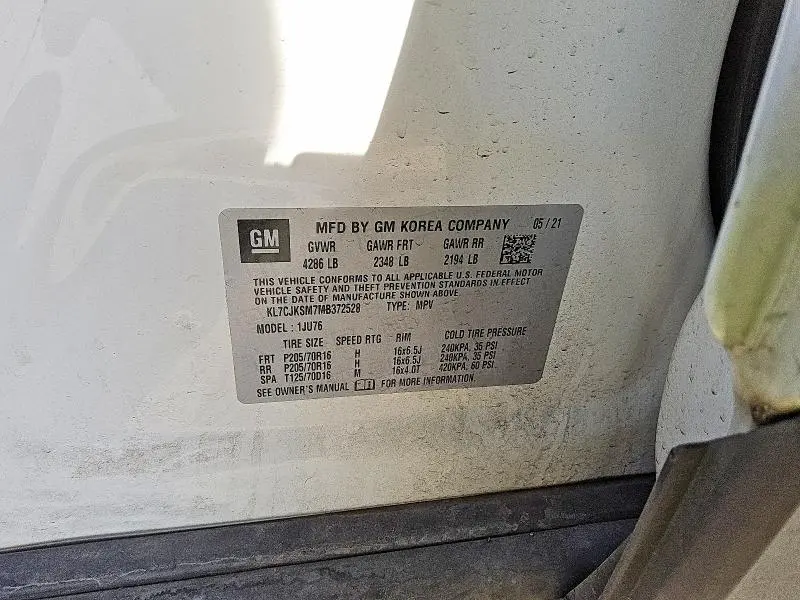 GM MFD BY GM KOREA COMPANY 05 / 21
GVWR GAWR FRT GAWR RR
4286 LB 2348 LB 2194 LB
THIS VEHICLE CONFORMS TO ALL APPLICABLE U.S. FEDERAL MOTOR
VEHICLE SAFETY AND THEFT PREVENTION STANDARDS IN EFFECT
ON THE DATE OF MANUFACTURE SHOWN ABOVE
KL7CJKSM7MB372528 TYPE: MPV
MODEL : 1JU76
TIRE SIZE SPEED RTG RIM COLD TIRE PRESSURE
FRT P205/70R16 H 16x6.5J 240KPA, 35 PSI
RR P205/70R16 H 16x6.5J 240KPA, 35 PSI
SPA T125/70D16 M 16x4.0T 420KPA, 60 PSI
SEE OWNER'S MANUAL FOR MORE INFORMATION.